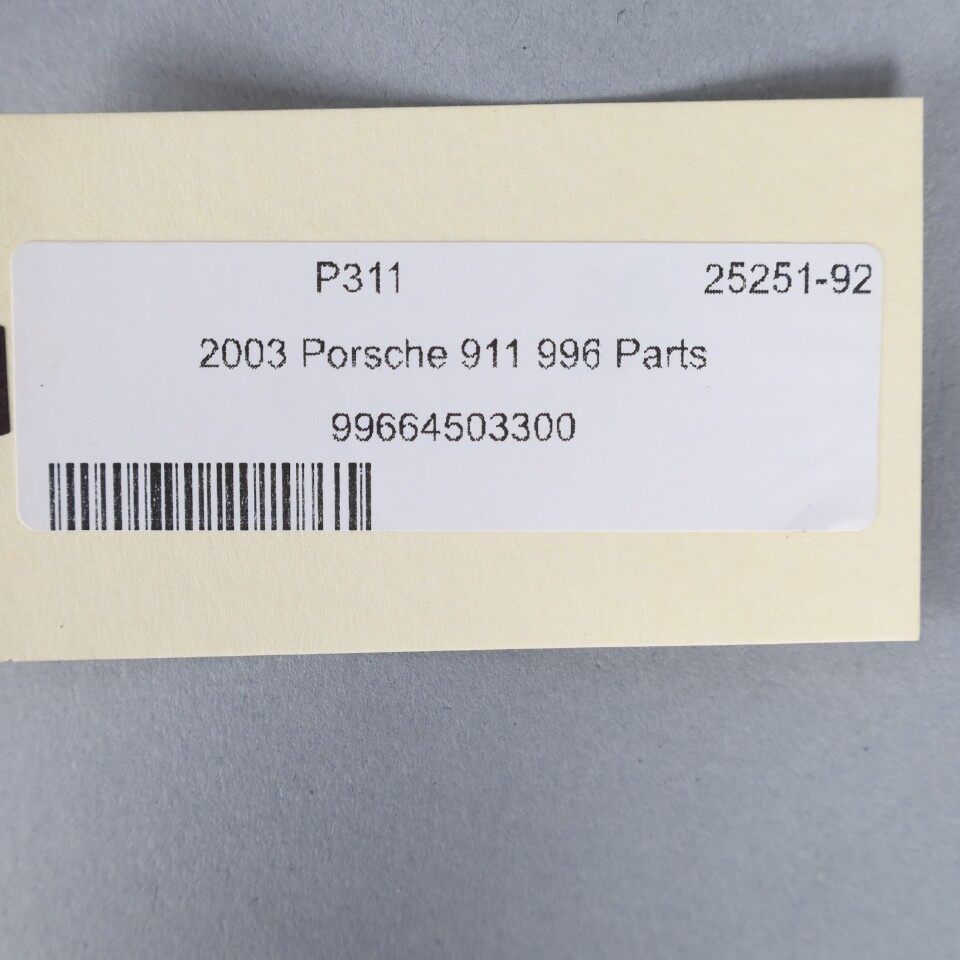 P311 25251-92
2003 Porsche 911 996 Parts
99664503300